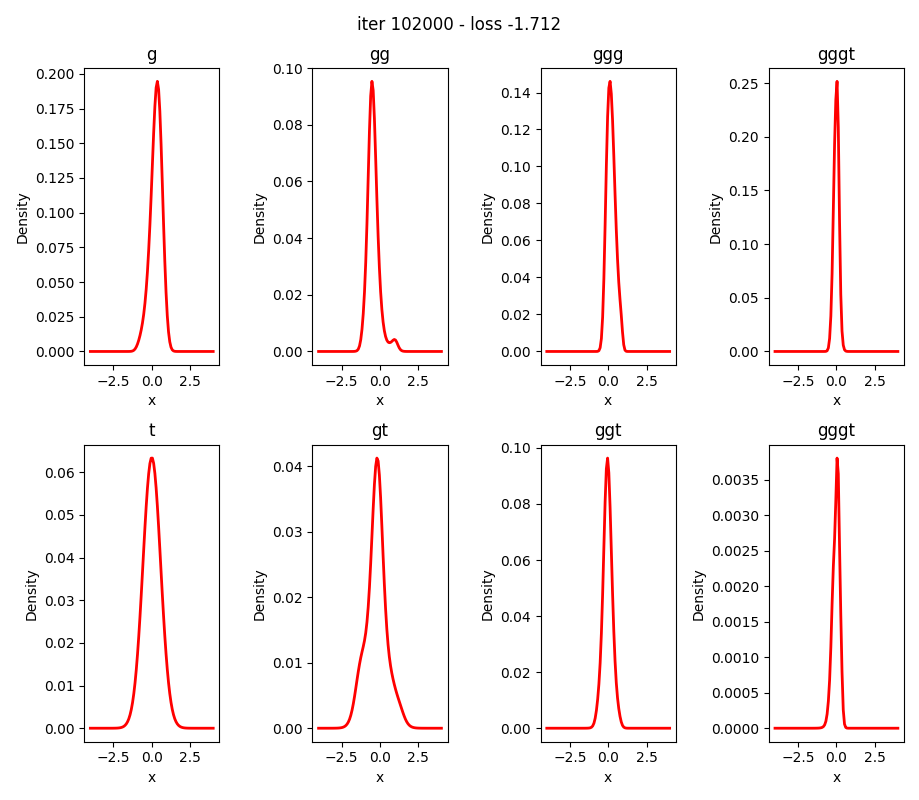 iter 102000 - loss -1.712
g
gg
ggg
gggt
0.200
0.175
0.150
0.125
0.100
0.075
0.050
0.025
0.000
Density
−2.5 0.0 2.5
x
0.10
0.08
0.06
0.04
0.02
0.00
Density
−2.5 0.0 2.5
x
0.14
0.12
0.10
0.08
0.06
0.04
0.02
0.00
Density
−2.5 0.0 2.5
x
0.25
0.20
0.15
0.10
0.05
0.00
Density
−2.5 0.0 2.5
x
t
gt
ggt
gggt
0.06
0.05
0.04
0.03
0.02
0.01
0.00
Density
−2.5 0.0 2.5
x
0.04
0.03
0.02
0.01
0.00
Density
−2.5 0.0 2.5
x
0.10
0.08
0.06
0.04
0.02
0.00
Density
−2.5 0.0 2.5
x
0.0035
0.0030
0.0025
0.0020
0.0015
0.0010
0.0005
0.0000
Density
−2.5 0.0 2.5
x